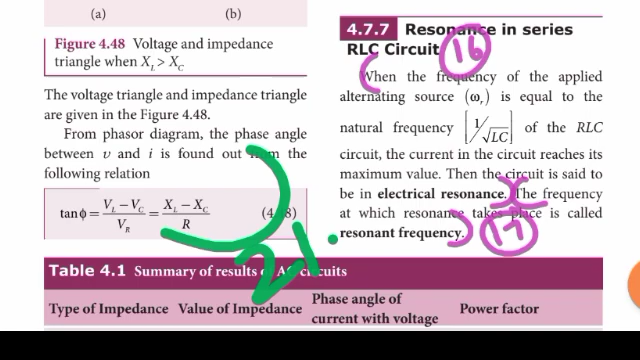 (a) (b)
Figure 4.48 Voltage and impedance
triangle when X_L > X_C
The voltage triangle and impedance triangle
are given in the Figure 4.48.
From phasor diagram, the phase angle
between υ and i is found out from the
following relation
tan ϕ = (V_L − V_C)/V_R = (X_L − X_C)/R (4.58)
21.
4.7.7 Resonance in series
RLC Circuit
16
When the frequency of the applied
alternating source (ω_r) is equal to the
natural frequency [1/√LC] of the RLC
circuit, the current in the circuit reaches its
maximum value. Then the circuit is said to
be in electrical resonance. The frequency
at which resonance takes place is called
resonant frequency.
17
Table 4.1 Summary of results of AC circuits
Type of Impedance Value of Impedance Phase angle of
current with voltage Power factor